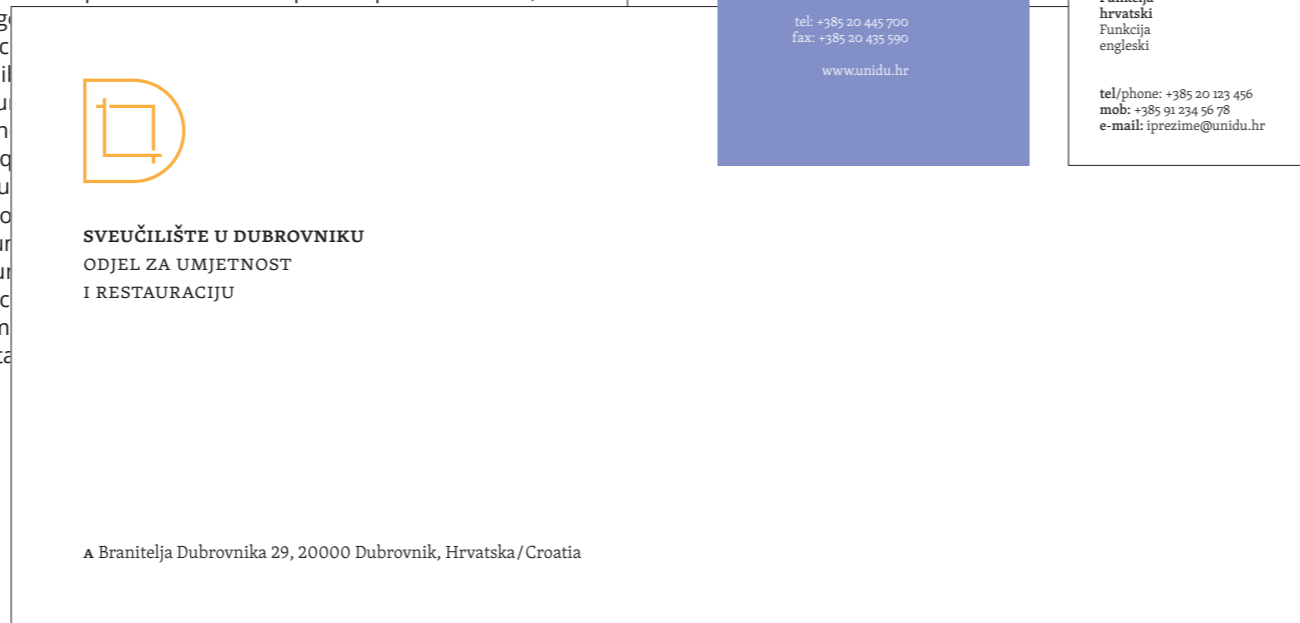 tel: +385 20 445 700
fax: +385 20 435 590
www.unidu.hr
hrvatski
Funkcija
engleski
tel/phone: +385 20 123 456
mob: +385 91 234 56 78
e-mail: iprezime@unidu.hr
SVEUČILIŠTE U DUBROVNIKU
ODJEL ZA UMJETNOST
I RESTAURACIJU
A Branitelja Dubrovnika 29, 20000 Dubrovnik, Hrvatska/Croatia